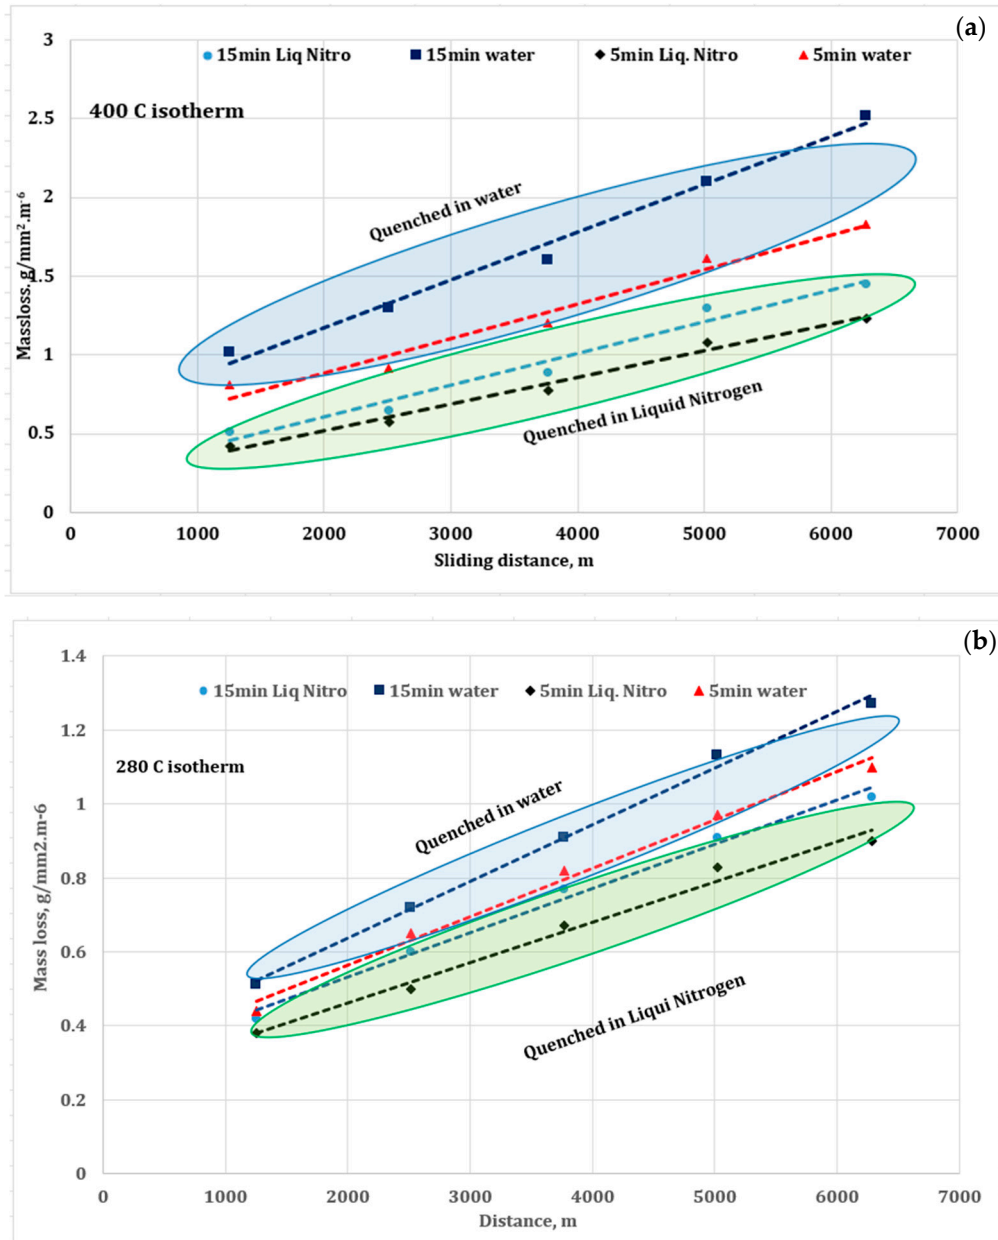 (a)
3
15min Liq Nitro 15min water 5min Liq. Nitro 5min water
400 C isotherm
2.5
2
1.5
1
0.5
0
Massloss, g/mm².m⁻⁶
Quenched in water
Quenched in Liquid Nitrogen
0 1000 2000 3000 4000 5000 6000 7000
Sliding distance, m
(b)
1.4
15min Liq Nitro 15min water 5min Liq. Nitro 5min water
280 C isotherm
1.2
1
0.8
0.6
0.4
0.2
0
Mass loss, g/mm2.m-6
Quenched in water
Quenched in Liqui Nitrogen
0 1000 2000 3000 4000 5000 6000 7000
Distance, m